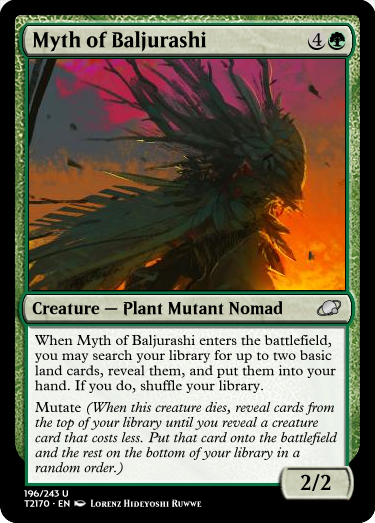 Myth of Baljurashi 4
Creature — Plant Mutant Nomad
When Myth of Baljurashi enters the battlefield,
you may search your library for up to two basic
land cards, reveal them, and put them into your
hand. If you do, shuffle your library.
Mutate (When this creature dies, reveal cards from
the top of your library until you reveal a creature
card that costs less. Put that card onto the battlefield
and the rest on the bottom of your library in a
random order.)
2/2
196/243 U
T2170 • EN Lorenz Hideyoshi Ruwwe